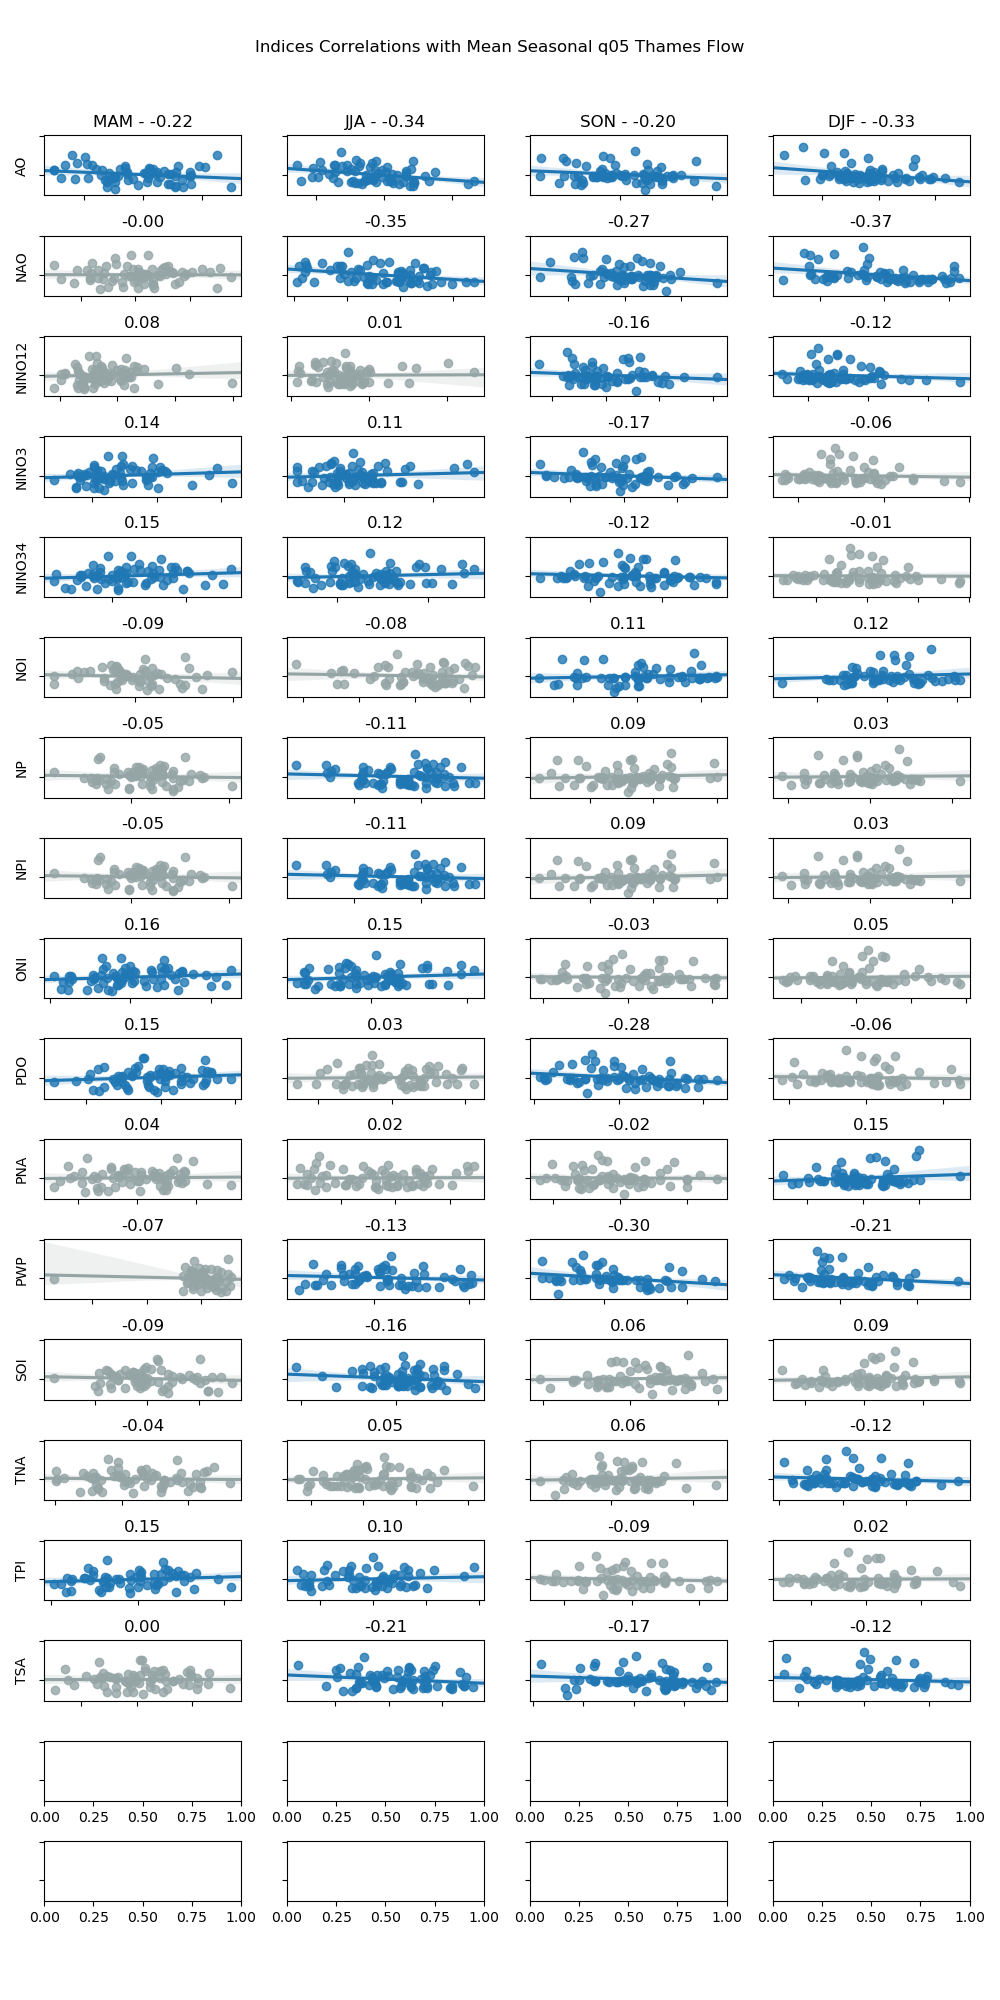 Indices Correlations with Mean Seasonal q05 Thames Flow
MAM - -0.22 JJA - -0.34 SON - -0.20 DJF - -0.33
AO
-0.00 -0.35 -0.27 -0.37
NAO
0.08 0.01 -0.16 -0.12
NINO12
0.14 0.11 -0.17 -0.06
NINO3
0.15 0.12 -0.12 -0.01
NINO34
-0.09 -0.08 0.11 0.12
NOI
-0.05 -0.11 0.09 0.03
NP
-0.05 -0.11 0.09 0.03
NPI
0.16 0.15 -0.03 0.05
ONI
0.15 0.03 -0.28 -0.06
PDO
0.04 0.02 -0.02 0.15
PNA
-0.07 -0.13 -0.30 -0.21
PWP
-0.09 -0.16 0.06 0.09
SOI
-0.04 0.05 0.06 -0.12
TNA
0.15 0.10 -0.09 0.02
TPI
0.00 -0.21 -0.17 -0.12
TSA
0.00 0.25 0.50 0.75 1.00 0.00 0.25 0.50 0.75 1.00 0.00 0.25 0.50 0.75 1.00 0.00 0.25 0.50 0.75 1.00
0.00 0.25 0.50 0.75 1.00 0.00 0.25 0.50 0.75 1.00 0.00 0.25 0.50 0.75 1.00 0.00 0.25 0.50 0.75 1.00